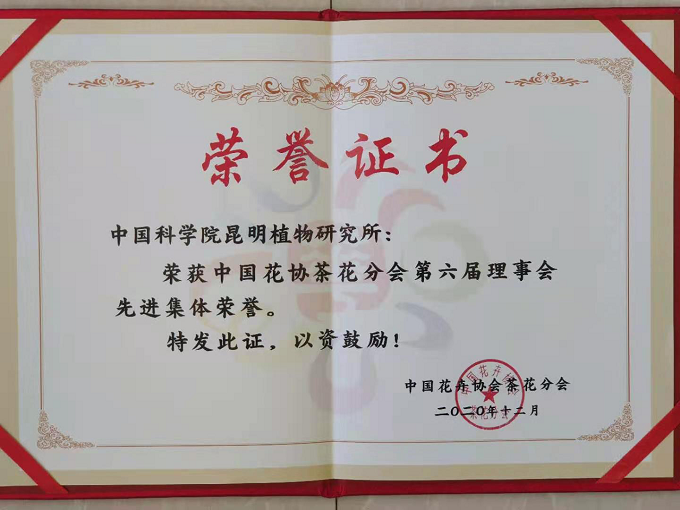 荣誉证书
中国科学院昆明植物研究所：
荣获中国花协茶花分会第六届理事会
先进集体荣誉。
特发此证，以资鼓励！
中国花卉协会茶花分会
二〇二〇年十二月